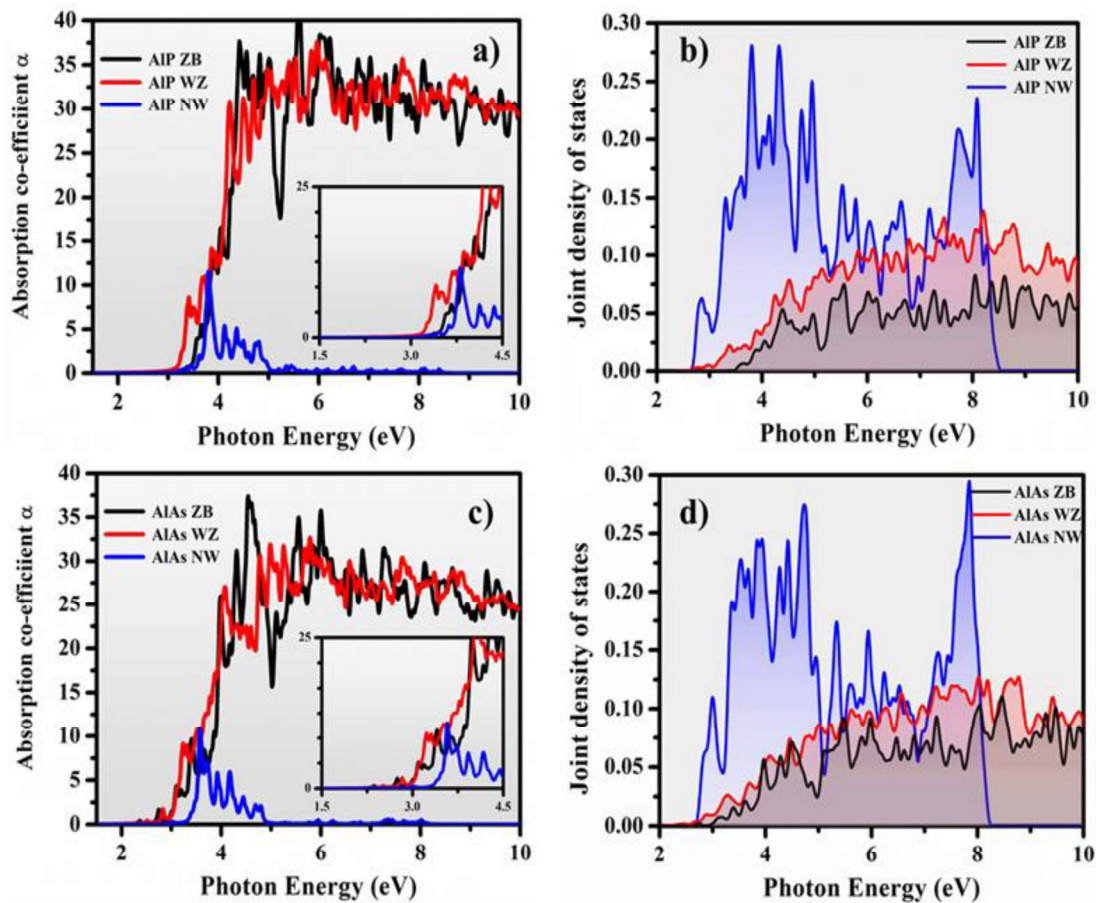 a)
Absorption co-efficiient α
40
35
30
25
20
15
10
5
0
AlP ZB
AlP WZ
AlP NW
25
0
1.5 3.0 4.5
2 4 6 8 10
Photon Energy (eV)
b)
Joint density of states
0.30
0.25
0.20
0.15
0.10
0.05
0.00
AlP ZB
AlP WZ
AlP NW
2 4 6 8 10
Photon Energy (eV)
c)
Absorption co-efficiient α
40
35
30
25
20
15
10
5
0
AlAs ZB
AlAs WZ
AlAs NW
25
0
1.5 3.0 4.5
2 4 6 8 10
Photon Energy (eV)
d)
Joint density of states
0.30
0.25
0.20
0.15
0.10
0.05
0.00
AlAs ZB
AlAs WZ
AlAs NW
2 4 6 8 10
Photon Energy (eV)